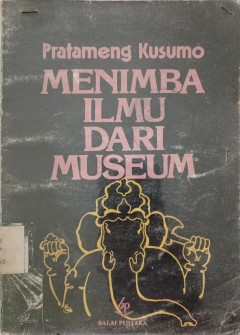 Pratameng Kusumo
MENIMBA
ILMU
DARI
MUSEUM
BALAI PUSTAKA